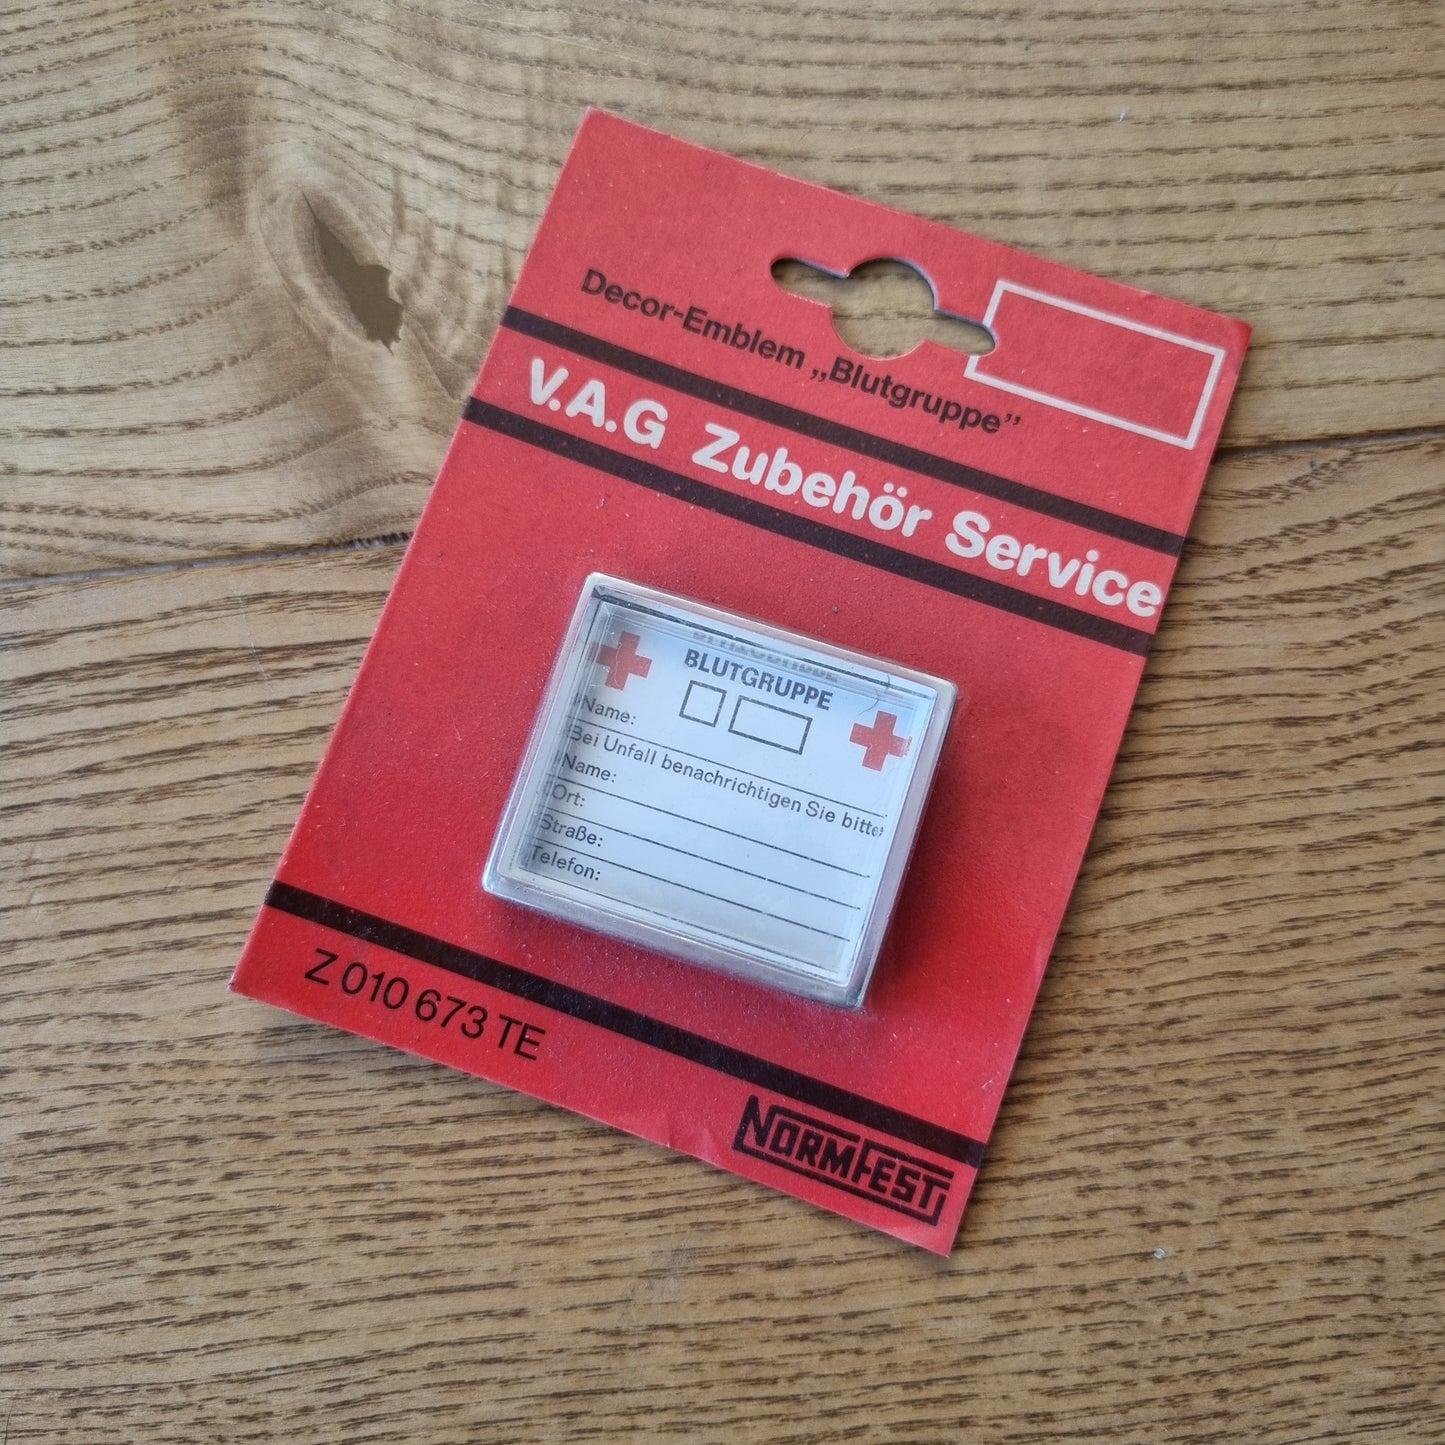 Decor-Emblem „Blutgruppe”
V.A.G Zubehör Service
BLUTGRUPPE
Name:
Bei Unfall benachrichtigen Sie bitte:
Name:
Ort:
Straße:
Telefon:
Z 010 673 TE
NORMFEST